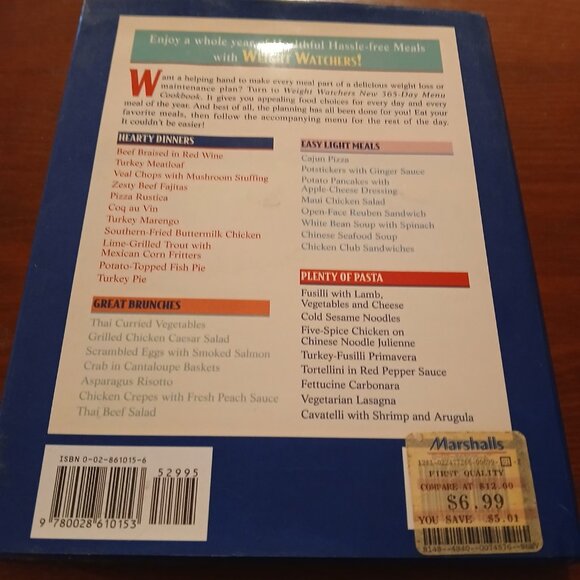 Enjoy a whole year of Healthful Hassle-free Meals
with WEIGHT WATCHERS!
Want a helping hand to make every meal part of a delicious weight loss or
maintenance plan? Turn to Weight Watchers New 365-Day Menu
Cookbook. It gives you appealing food choices for every day and every
meal of the year. And best of all, the planning has all been done for you! Eat your
favorite meals, then follow the accompanying menu for the rest of the day.
It couldn't be easier!
HEARTY DINNERS
Beef Braised in Red Wine
Turkey Meatloaf
Veal Chops with Mushroom Stuffing
Zesty Beef Fajitas
Pizza Rustica
Coq au Vin
Turkey Marengo
Southern-Fried Buttermilk Chicken
Lime-Grilled Trout with
Mexican Corn Fritters
Potato-Topped Fish Pie
Turkey Pie
GREAT BRUNCHES
Thai Curried Vegetables
Grilled Chicken Caesar Salad
Scrambled Eggs with Smoked Salmon
Crab in Cantaloupe Baskets
Asparagus Risotto
Chicken Crepes with Fresh Peach Sauce
Thai Beef Salad
EASY LIGHT MEALS
Cajun Pizza
Potstickers with Ginger Sauce
Potato Pancakes with
Apple-Cheese Dressing
Maui Chicken Salad
Open-Face Reuben Sandwich
White Bean Soup with Spinach
Chinese Seafood Soup
Chicken Club Sandwiches
PLENTY OF PASTA
Fusilli with Lamb,
Vegetables and Cheese
Cold Sesame Noodles
Five-Spice Chicken on
Chinese Noodle Julienne
Turkey-Fusilli Primavera
Tortellini in Red Pepper Sauce
Fettucine Carbonara
Vegetarian Lasagna
Cavatelli with Shrimp and Arugula
ISBN 0-02-861015-6
52995
9 780028 610153
Marshalls
FIRST QUALITY
COMPARE AT $12.00
$6.99
YOU SAVE $5.01